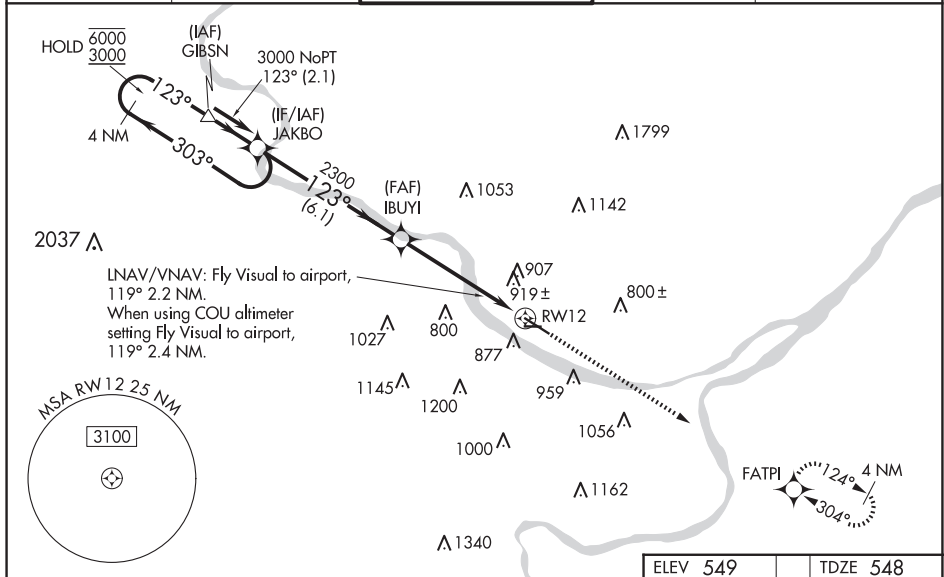 HOLD 6000
3000
(IAF)
GIBSN
3000 NoPT
123° (2.1)
(IF/IAF)
JAKBO
123°
4 NM
303°
2300
123°
(6.1)
(FAF)
IBUYI
1799
1053
1142
2037
907
919 ±
800 ±
RW12
LNAV/VNAV: Fly Visual to airport,
119° 2.2 NM.
When using COU altimeter
setting Fly Visual to airport,
119° 2.4 NM.
1027
800
877
1145
1200
959
1056
1000
1162
1340
MSA RW12 25 NM
3100
FATPI
124°
4 NM
304°
ELEV 549
TDZE 548